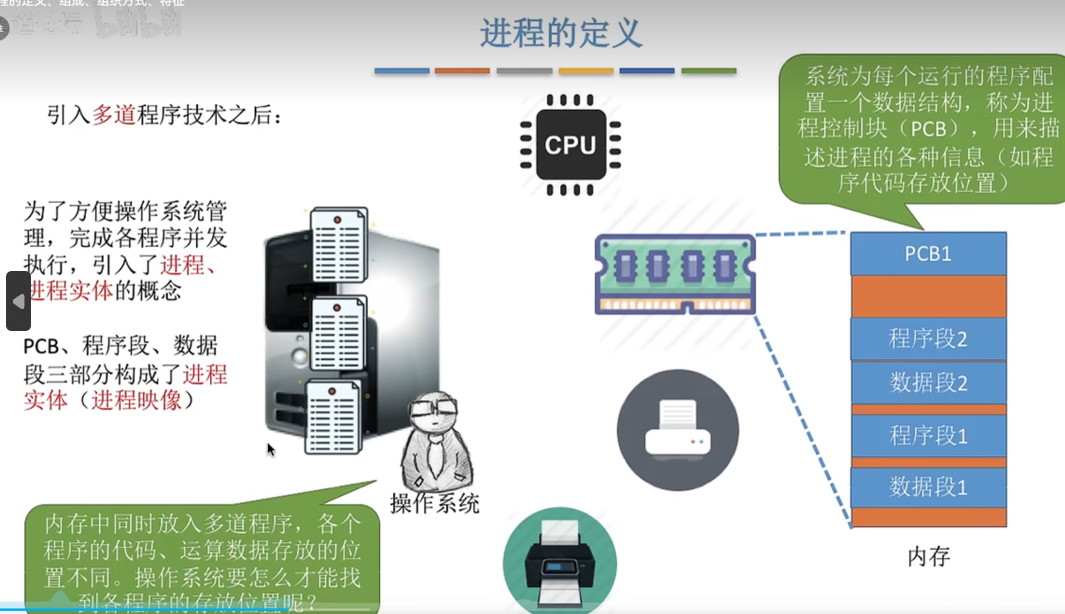 程的定义、组成、组织方式、特征
进程的定义
引入多道程序技术之后：
CPU
系统为每个运行的程序配
置一个数据结构，称为进
程控制块（PCB），用来描
述进程的各种信息（如程
序代码存放位置）
为了方便操作系统管
理，完成各程序并发
执行，引入了进程、
进程实体的概念
PCB、程序段、数据
段三部分构成了进程
实体（进程映像）
操作系统
内存中同时放入多道程序，各个
程序的代码、运算数据存放的位
置不同。操作系统要怎么才能找
到各程序的存放位置呢？
PCB1
程序段2
数据段2
程序段1
数据段1
内存